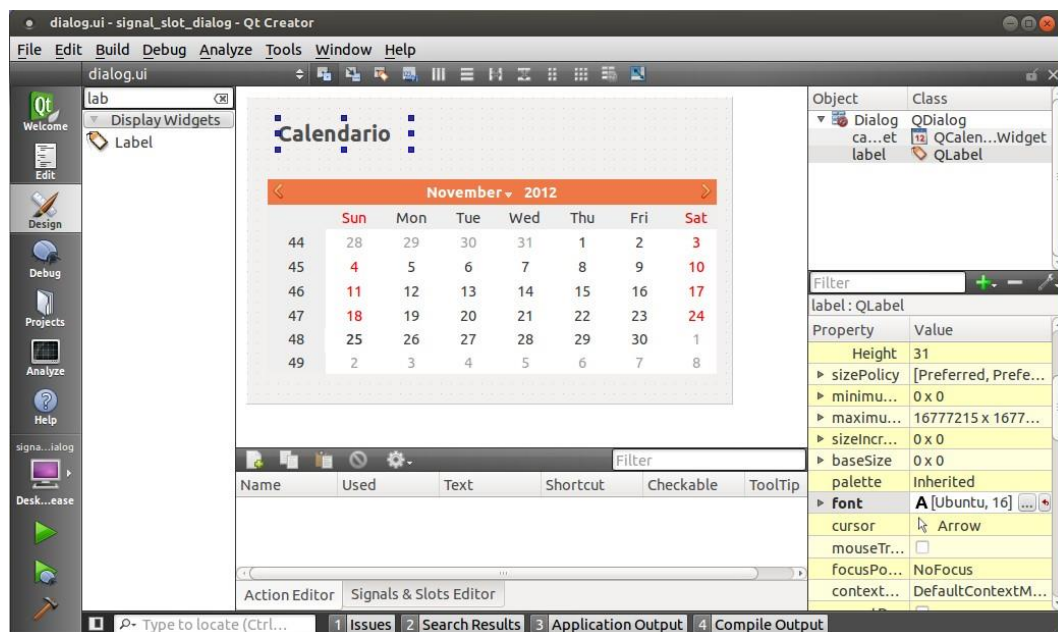 dialog.ui - signal_slot_dialog - Qt Creator
File Edit Build Debug Analyze Tools Window Help
dialog.ui
Qt
Welcome
Edit
Design
Debug
Projects
Analyze
Help
signa...ialog
Desk...ease
lab
Display Widgets
Label
Calendario
November 2012
Sun Mon Tue Wed Thu Fri Sat
44 28 29 30 31 1 2 3
45 4 5 6 7 8 9 10
46 11 12 13 14 15 16 17
47 18 19 20 21 22 23 24
48 25 26 27 28 29 30 1
49 2 3 4 5 6 7 8
Filter
Name Used Text Shortcut Checkable ToolTip
Action Editor Signals & Slots Editor
Object Class
Dialog QDialog
ca...et 12 QCalen...Widget
label QLabel
Filter
label : QLabel
Property Value
Height 31
sizePolicy [Preferred, Prefe...
minimu... 0 x 0
maximu... 16777215 x 1677...
sizeIncr... 0 x 0
baseSize 0 x 0
palette Inherited
font A [Ubuntu, 16] ...
cursor Arrow
mouseTr...
focusPo... NoFocus
context... DefaultContextM...
Type to locate (Ctrl...
1 Issues 2 Search Results 3 Application Output 4 Compile Output